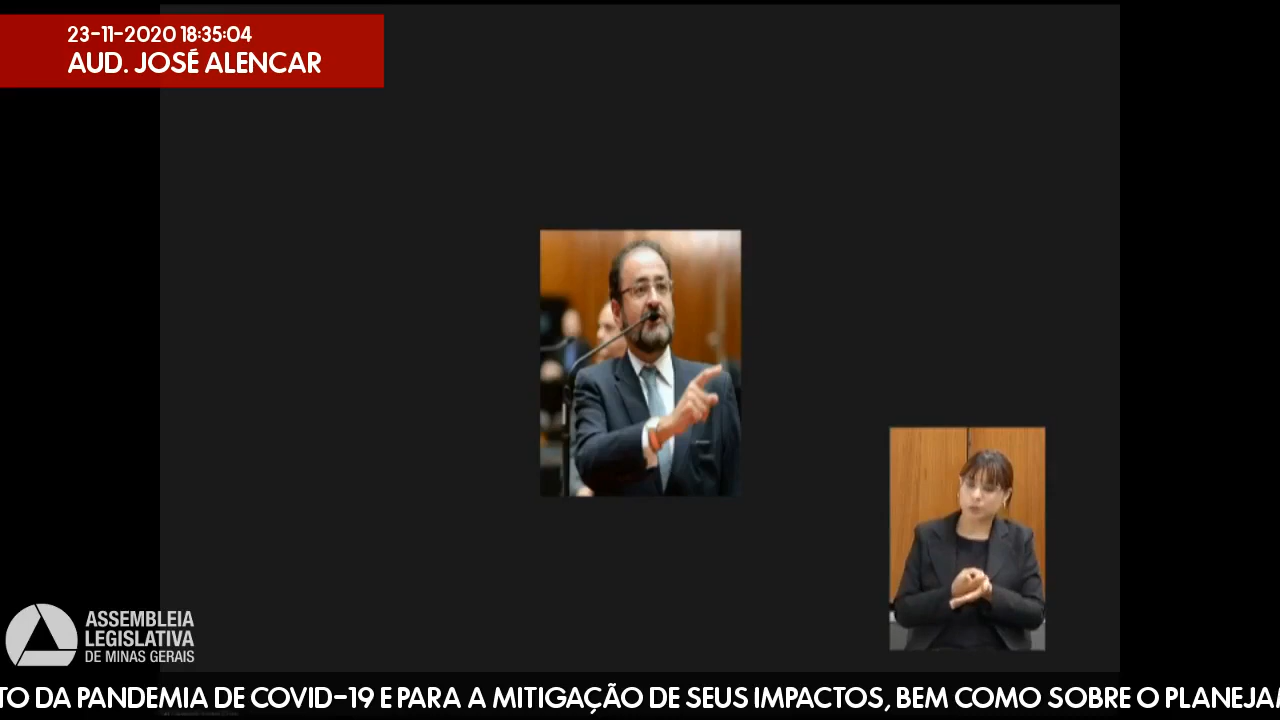 23-11-2020 18:35:04
AUD. JOSÉ ALENCAR
ASSEMBLEIA
LEGISLATIVA
DE MINAS GERAIS
TO DA PANDEMIA DE COVID-19 E PARA A MITIGAÇÃO DE SEUS IMPACTOS, BEM COMO SOBRE O PLANEJA